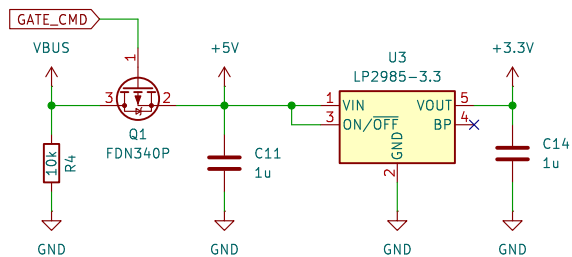 GATE_CMD
VBUS
+5V
U3
LP2985-3.3
+3.3V
1
3
2
Q1
FDN340P
1
VIN
VOUT
5
3
ON/OFF
BP
4
GND
2
10k
R4
C11
1u
C14
1u
GND
GND
GND
GND